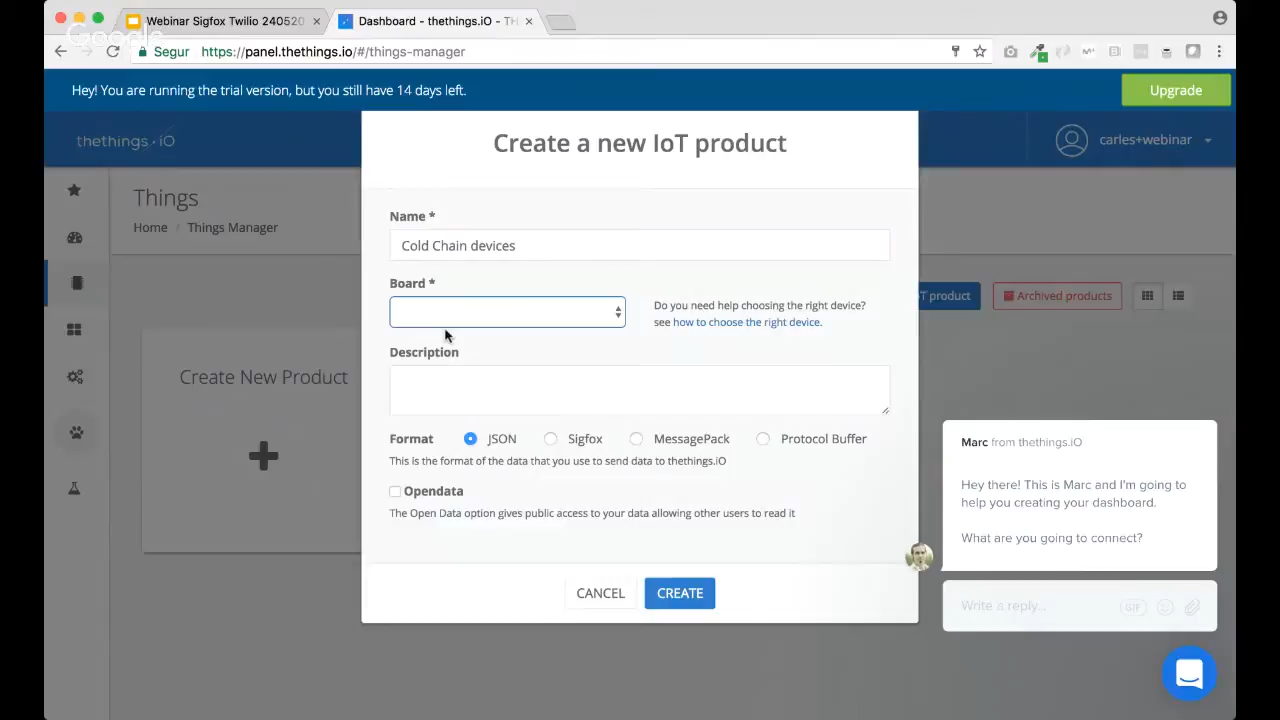 Webinar Sigfox Twilio 240520
Dashboard - thethings.iO - TH
Google
Segur https://panel.thethings.io/#/things-manager
Hey! You are running the trial version, but you still have 14 days left.
Upgrade
thethings·iO
carles+webinar
Create a new IoT product
Things
Home / Things Manager
Name *
Cold Chain devices
Board *
Do you need help choosing the right device?
see how to choose the right device.
T product
Archived products
Description
Create New Product
Format JSON Sigfox MessagePack Protocol Buffer
This is the format of the data that you use to send data to thethings.iO
Opendata
The Open Data option gives public access to your data allowing other users to read it
CANCEL CREATE
Marc from thethings.iO
Hey there! This is Marc and I'm going to
help you creating your dashboard.
What are you going to connect?
Write a reply...
GIF